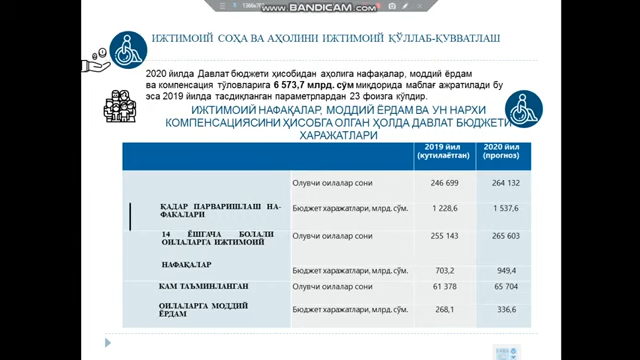 www.BANDICAM.com
ИЖТИМОИЙ СОҲА ВА АҲОЛИНИ ИЖТИМОИЙ ҚЎЛЛАБ-ҚУВВАТЛАШ
2020 йилда Давлат бюджети ҳисобидан аҳолига нафақалар, моддий ёрдам
ва компенсация тўловларига 6 573,7 млрд. сўм миқдорида маблағ ажратилади бу
эса 2019 йилда тасдиқланган параметрлардан 23 фоизга кўпдир.
ИЖТИМОИЙ НАФАҚАЛАР, МОДДИЙ ЁРДАМ ВА УН НАРХИ
КОМПЕНСАЦИЯСИНИ ҲИСОБГА ОЛГАН ҲОЛДА ДАВЛАТ БЮДЖЕТИ
ХАРАЖАТЛАРИ
2019 йил (кутилаётган) 2020 йил (прогноз)
Олувчи оилалар сони 246 699 264 132
ҚАДАР ПАРВАРИШЛАШ НА-
ФАКАЛАРИ
Бюджет харажатлари, млрд. сўм. 1 228,6 1 537,6
14 ЁШГАЧА БОЛАЛИ
ОИЛАЛАРГА ИЖТИМОИЙ
Олувчи оилалар сони 255 143 265 603
НАФАҚАЛАР
Бюджет харажатлари, млрд. сўм. 703,2 949,4
КАМ ТАЪМИНЛАНГАН Олувчи оилалар сони 61 378 65 704
ОИЛАЛАРГА МОДДИЙ
ЁРДАМ
Бюджет харажатлари, млрд. сўм. 268,1 336,6